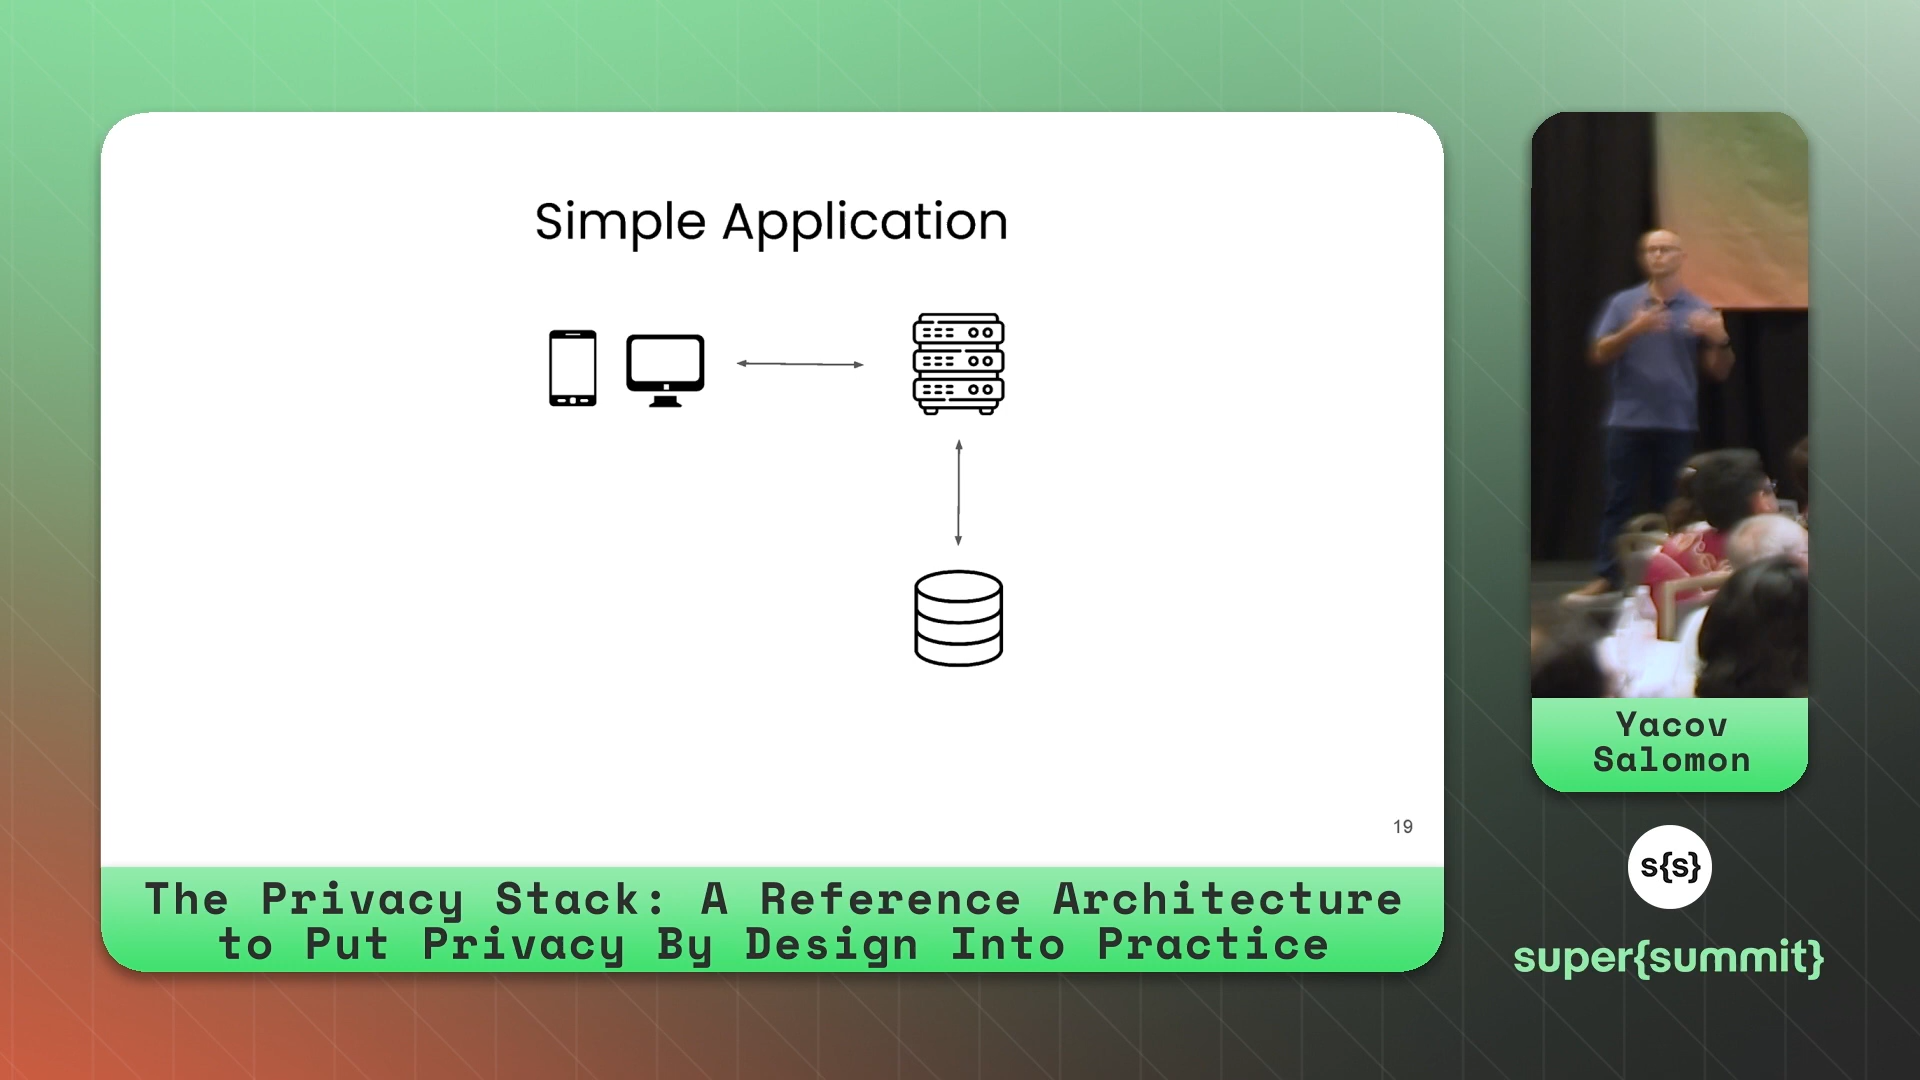 Simple Application
19
The Privacy Stack: A Reference Architecture
to Put Privacy By Design Into Practice
Yacov
Salomon
s{s}
super{summit}